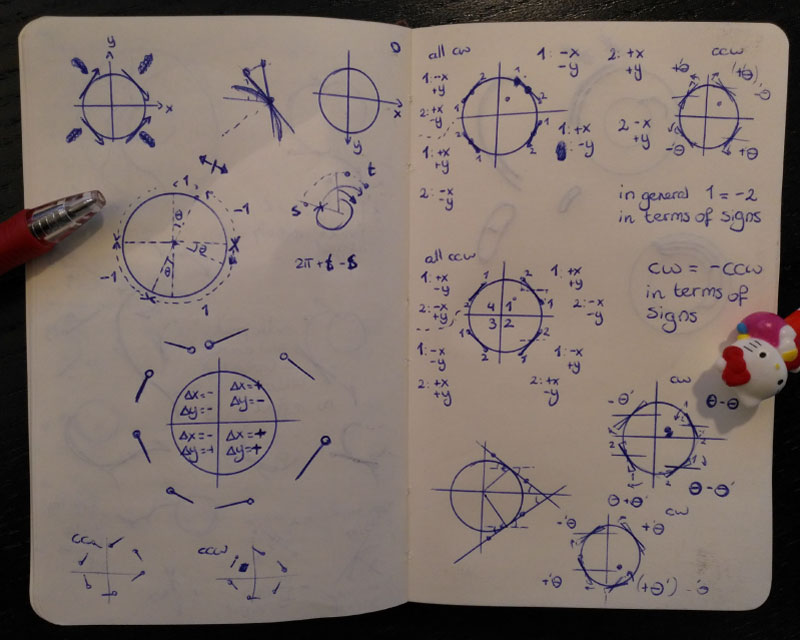 y
x
0
x
y
1
-1
θ
θ
θ
-1
1
s
t
2π + t - s
Δx=-
Δy=-
Δx=+
Δy=-
Δx=-
Δy=+
Δx=+
Δy=+
ccw
ccw
all cw
1: -x
-y
2: +x
+y
ccw
1: -x
+y
2: +x
-y
1: +x
-y
2 -x
+y
1: +x
+y
2: -x
-y
+θ'
(+θ')
-θ
-θ
+θ
in general 1 = -2
in terms of signs
all ccw
cw = -ccw
in terms of
signs
1: +x
-y
2: -x
+y
1: -x
-y
2: +x
+y
4 1
3 2
1: +x
+y
2: -x
-y
1: -x
+y
2: +x
-y
cw
-θ'
θ-θ'
θ+θ'
θ-θ'
cw
-θ
+θ
+θ'
(+θ') -θ'